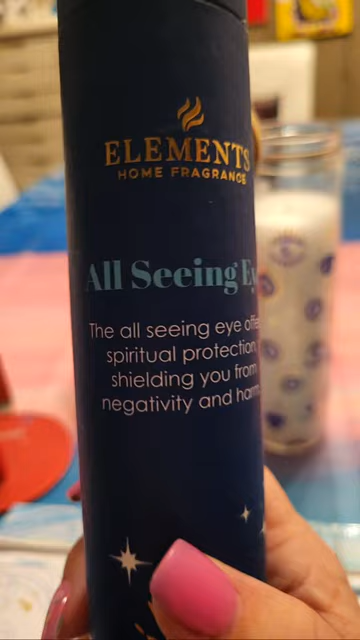 ELEMENTS
HOME FRAGRANCE
All Seeing
The all seeing eye
spiritual protection,
shielding you from
negativity and